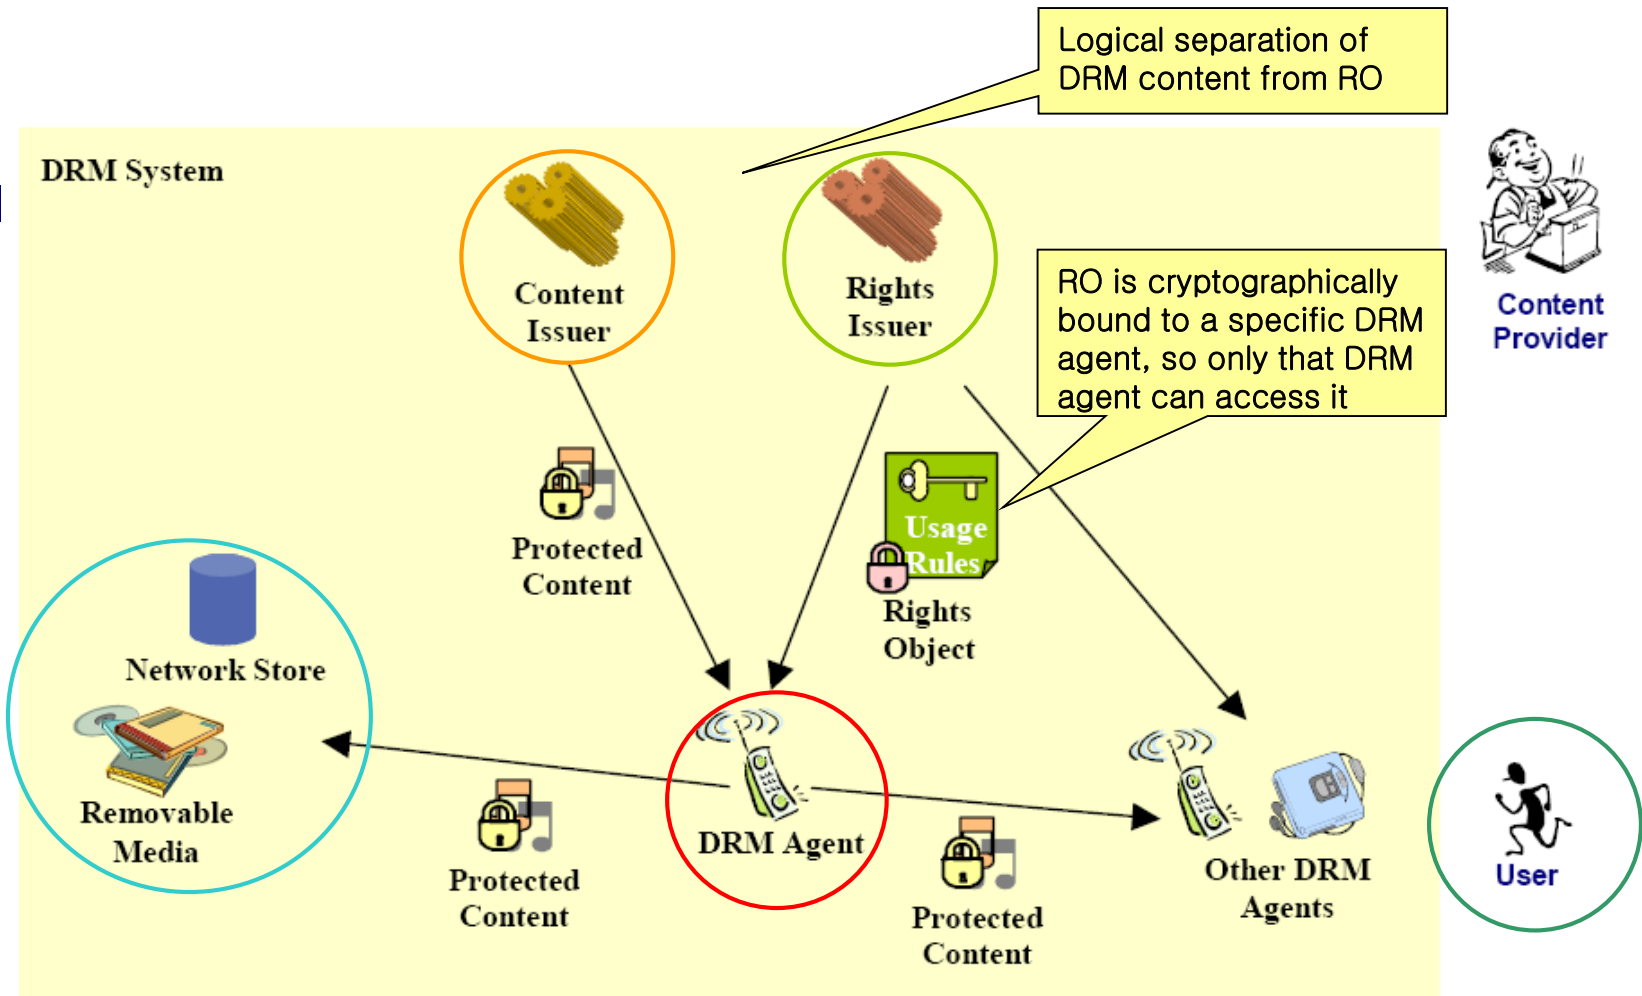 Logical separation of
DRM content from RO
DRM System
Content
Issuer
Rights
Issuer
Content
Provider
RO is cryptographically
bound to a specific DRM
agent, so only that DRM
agent can access it
Protected
Content
Usage
Rules
Rights
Object
Network Store
Removable
Media
Protected
Content
DRM Agent
Protected
Content
Other DRM
Agents
User